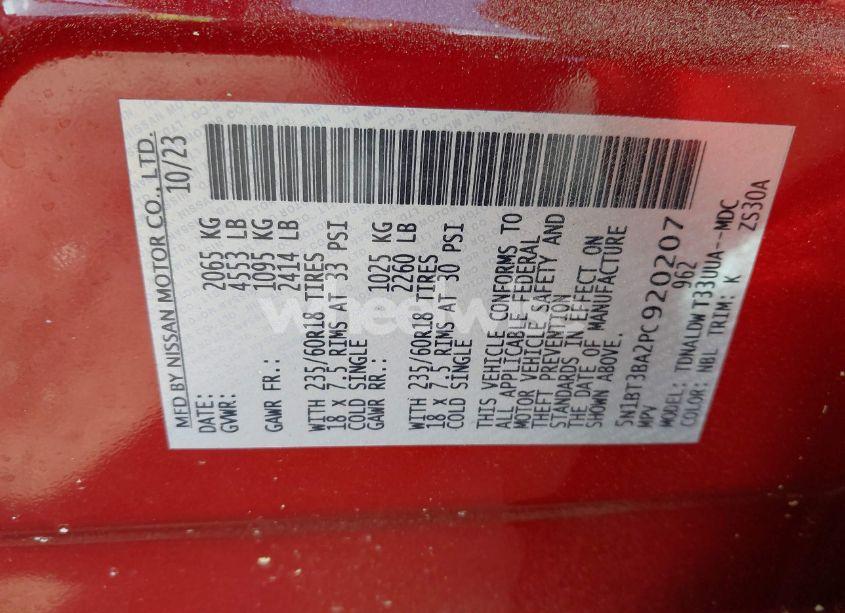 MFD BY NISSAN MOTOR CO., LTD.
DATE: 10/23
GVWR: 2065 KG
4553 LB
GAWR FR.: 1095 KG
2414 LB
WITH 235/60R18 TIRES
18 X 7.5 RIMS AT 33 PSI
COLD SINGLE
GAWR RR.: 1025 KG
2260 LB
WITH 235/60R18 TIRES
18 X 7.5 RIMS AT 30 PSI
COLD SINGLE
THIS VEHICLE CONFORMS TO
ALL APPLICABLE FEDERAL
MOTOR VEHICLE SAFETY AND
THEFT PREVENTION
STANDARDS IN EFFECT ON
THE DATE OF MANUFACTURE
SHOWN ABOVE.
5N1BT3BA2PC920207
MPV 962
MODEL: TDNALDW T33UUA--MDC
COLOR: NBL TRIM: K ZS30A